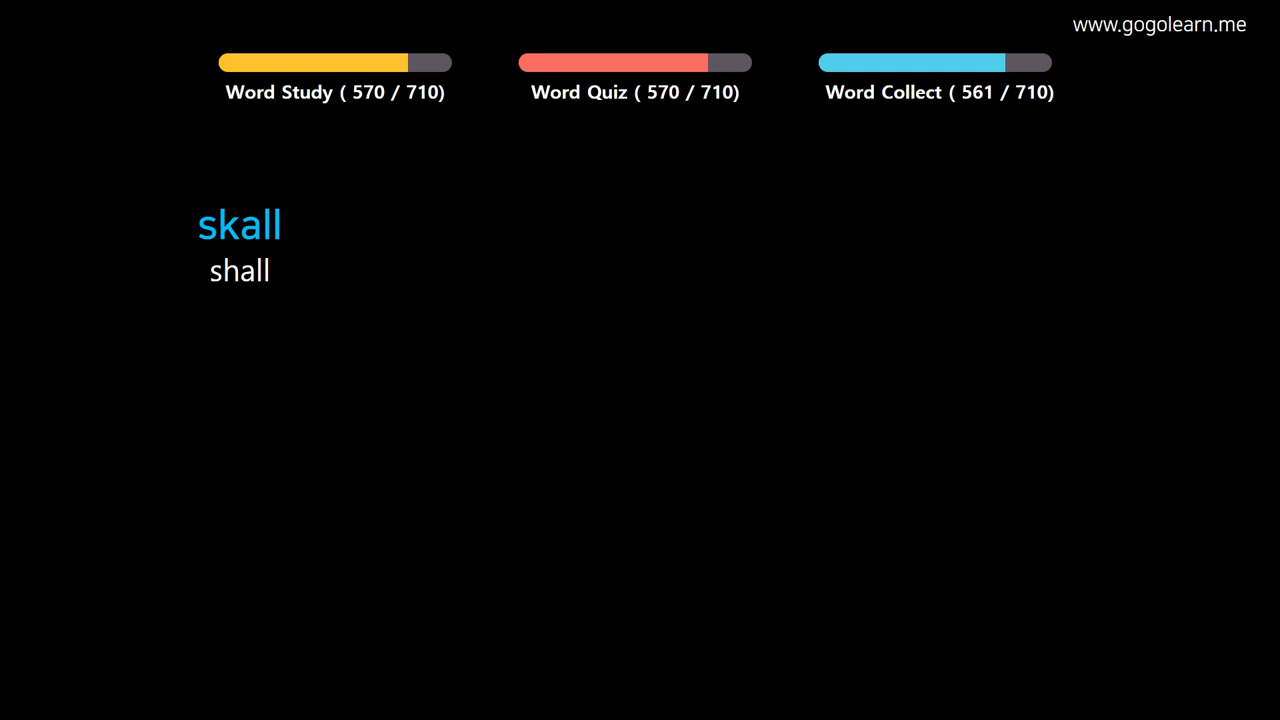 www.gogolearn.me
Word Study ( 570 / 710)
Word Quiz ( 570 / 710)
Word Collect ( 561 / 710)
skall
shall